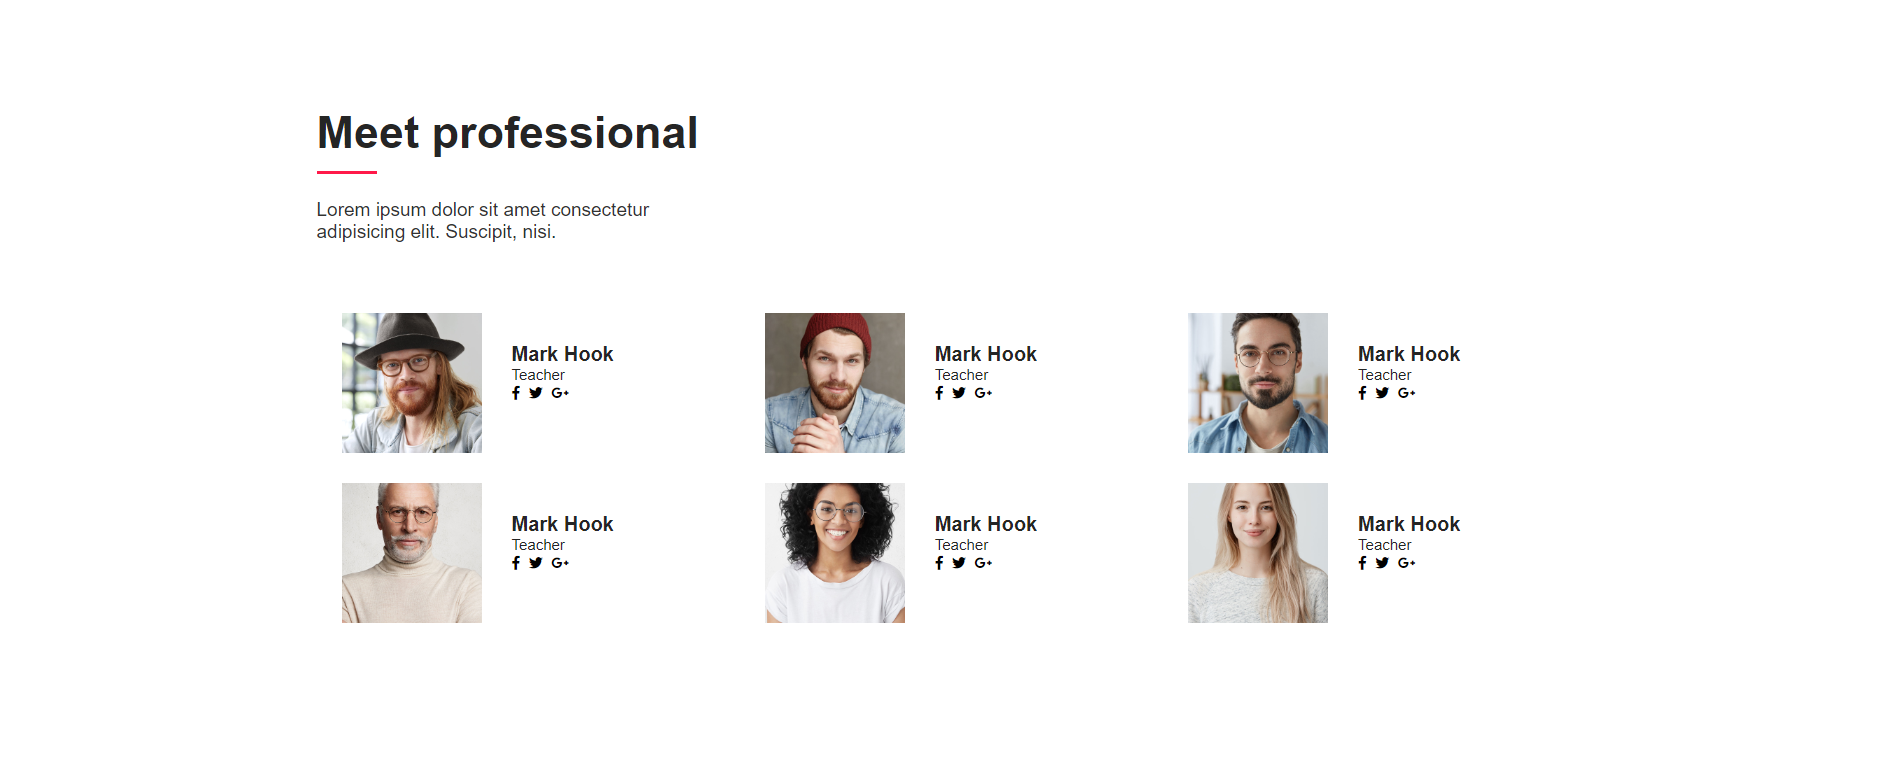 Meet professional
Lorem ipsum dolor sit amet consectetur
adipisicing elit. Suscipit, nisi.
Mark Hook
Teacher
G+
Mark Hook
Teacher
G+
Mark Hook
Teacher
G+
Mark Hook
Teacher
G+
Mark Hook
Teacher
G+
Mark Hook
Teacher
G+